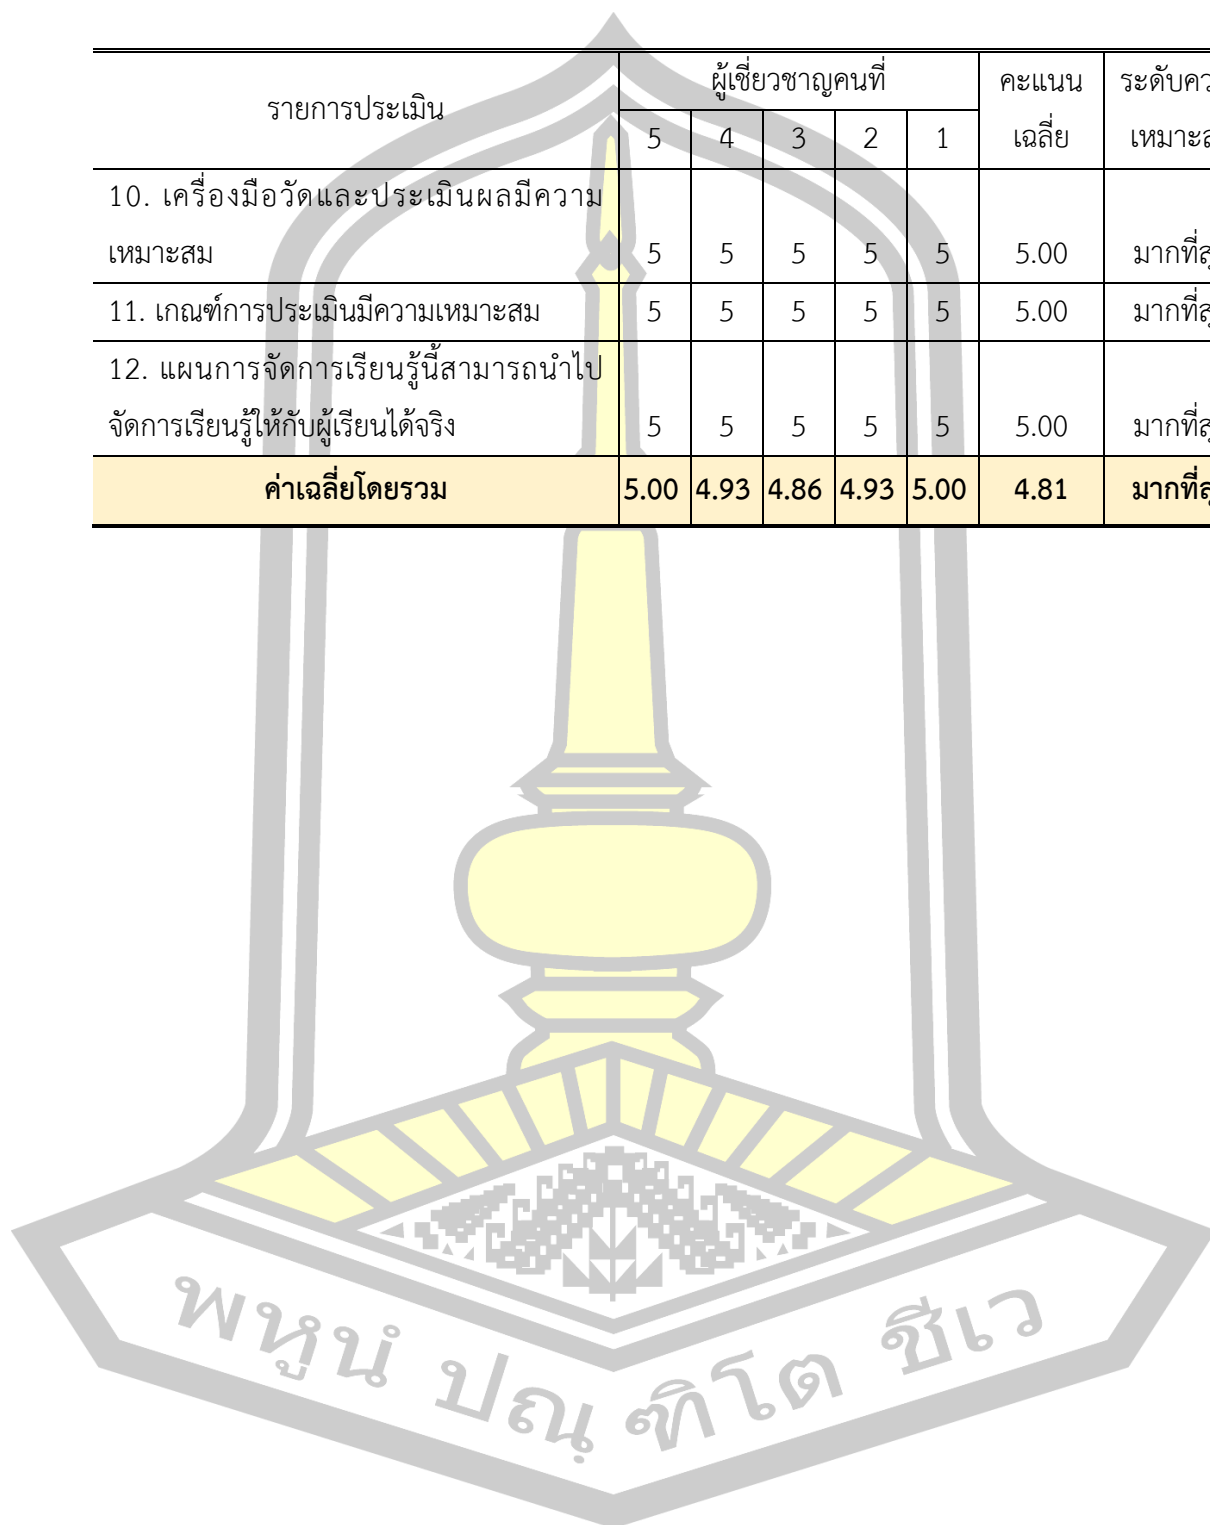 รายการประเมิน ผู้เชี่ยวชาญคนที่ คะแนน
5 4 3 2 1 เฉลี่ย
10. เครื่องมือวัดและประเมินผลมีความ
เหมาะสม 5 5 5 5 5 5.00
11. เกณฑ์การประเมินมีความเหมาะสม 5 5 5 5 5 5.00
12. แผนการจัดการเรียนรู้นี้สามารถนำไป
จัดการเรียนรู้ให้กับผู้เรียนได้จริง 5 5 5 5 5 5.00
ค่าเฉลี่ยโดยรวม 5.00 4.93 4.86 4.93 5.00 4.81
พหูนํ ปณฺฑิโต ชีเว